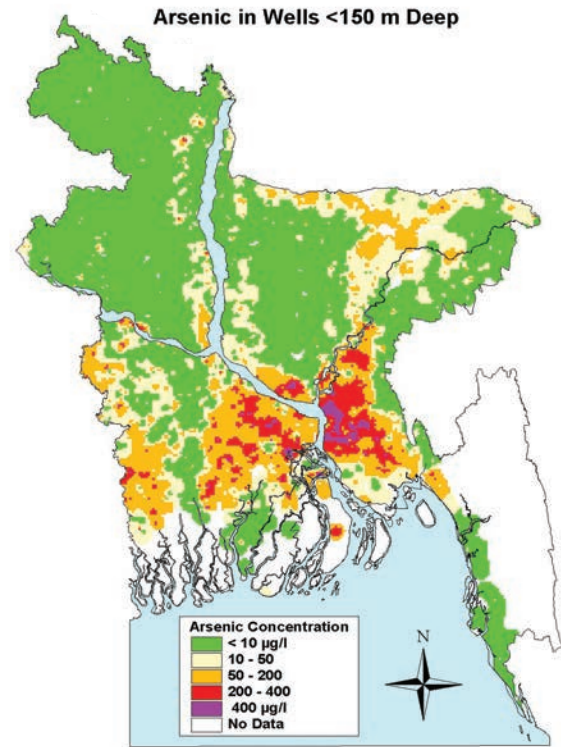 Arsenic in Wells <150 m Deep
Arsenic Concentration
< 10 µg/l
10 - 50
50 - 200
200 - 400
400 µg/l
No Data
N